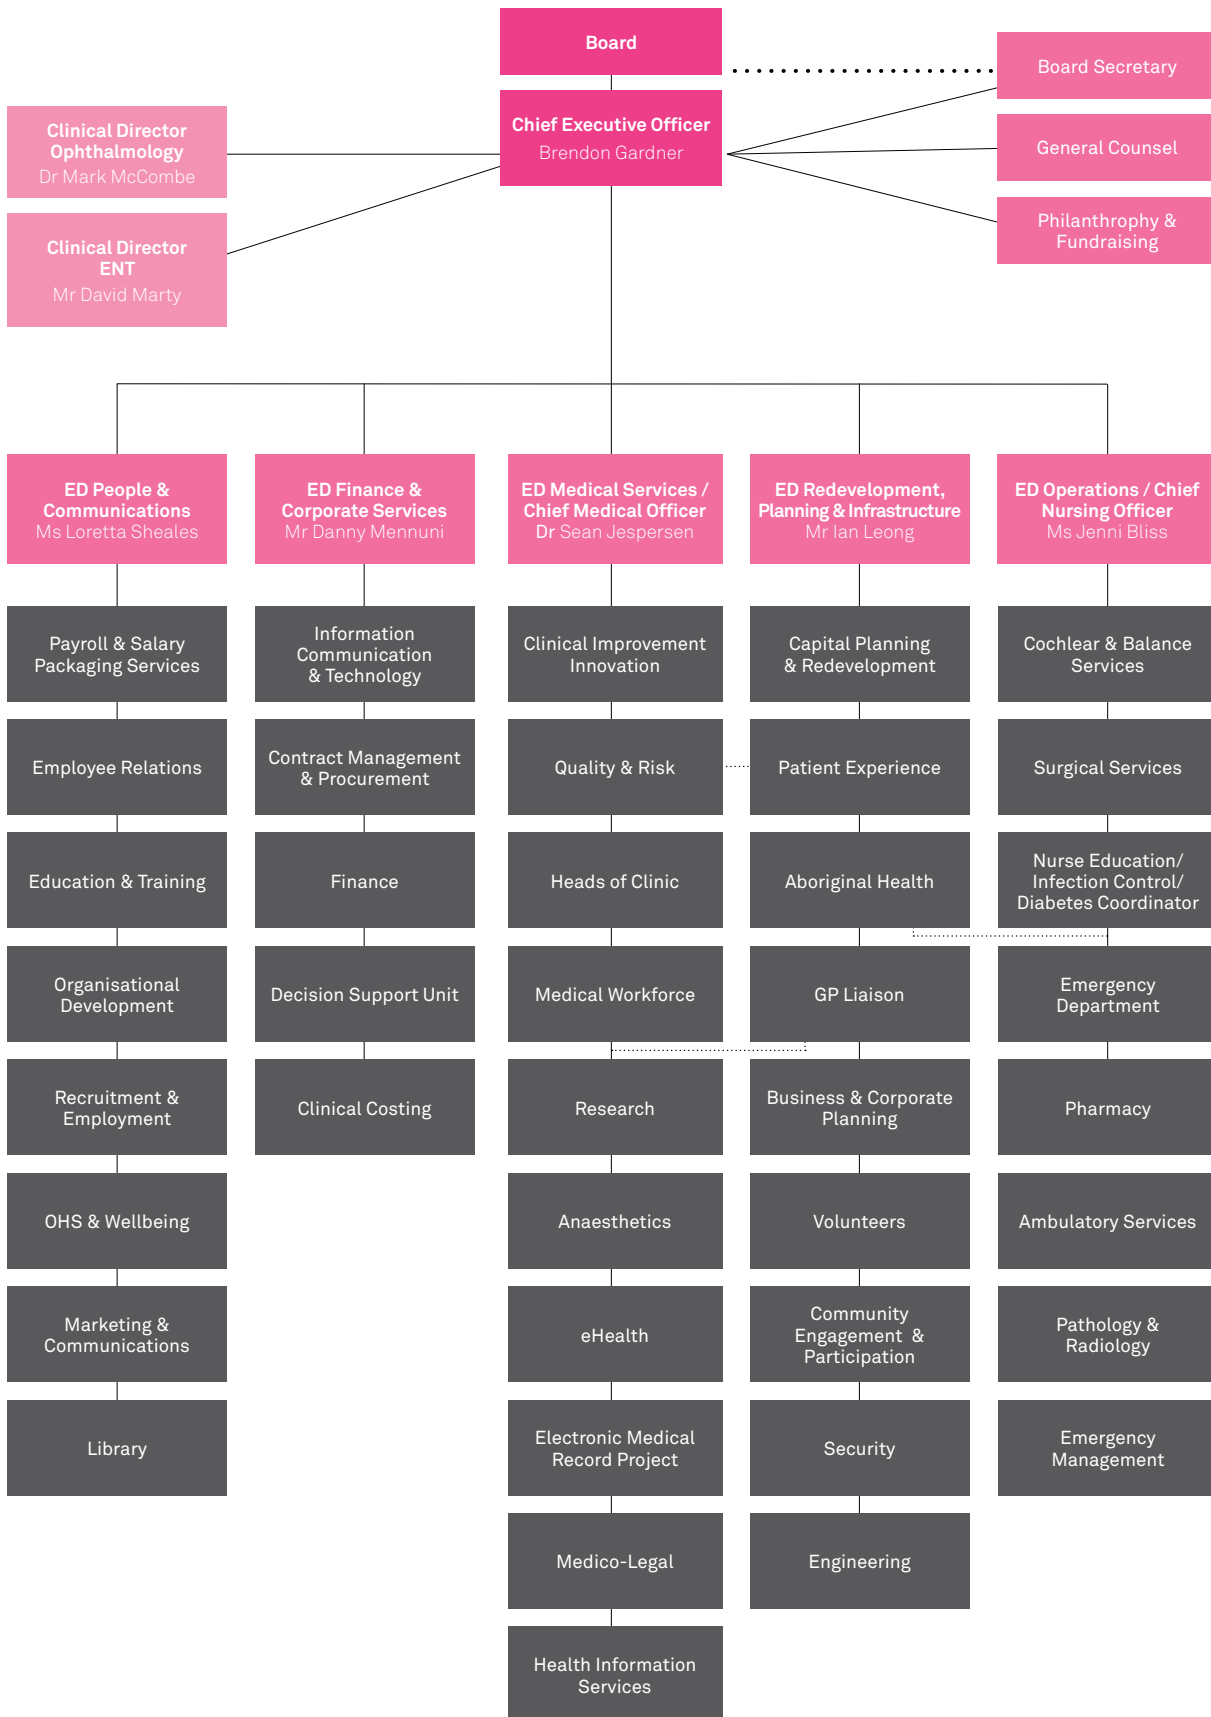 Board
Board Secretary
Chief Executive Officer
Brendon Gardner
Clinical Director
Ophthalmology
Dr Mark McCombe
General Counsel
Philanthrophy &
Fundraising
Clinical Director
ENT
Mr David Marty
ED People &
Communications
Ms Loretta Sheales
ED Finance &
Corporate Services
Mr Danny Mennuni
ED Medical Services /
Chief Medical Officer
Dr Sean Jespersen
ED Redevelopment,
Planning & Infrastructure
Mr Ian Leong
ED Operations / Chief
Nursing Officer
Ms Jenni Bliss
Payroll & Salary
Packaging Services
Employee Relations
Education & Training
Organisational
Development
Recruitment &
Employment
OHS & Wellbeing
Marketing &
Communications
Library
Information
Communication
& Technology
Contract Management
& Procurement
Finance
Decision Support Unit
Clinical Costing
Clinical Improvement
Innovation
Quality & Risk
Heads of Clinic
Medical Workforce
Research
Anaesthetics
eHealth
Electronic Medical
Record Project
Medico-Legal
Health Information
Services
Capital Planning
& Redevelopment
Patient Experience
Aboriginal Health
GP Liaison
Business & Corporate
Planning
Volunteers
Community
Engagement &
Participation
Security
Engineering
Cochlear & Balance
Services
Surgical Services
Nurse Education/
Infection Control/
Diabetes Coordinator
Emergency
Department
Pharmacy
Ambulatory Services
Pathology &
Radiology
Emergency
Management